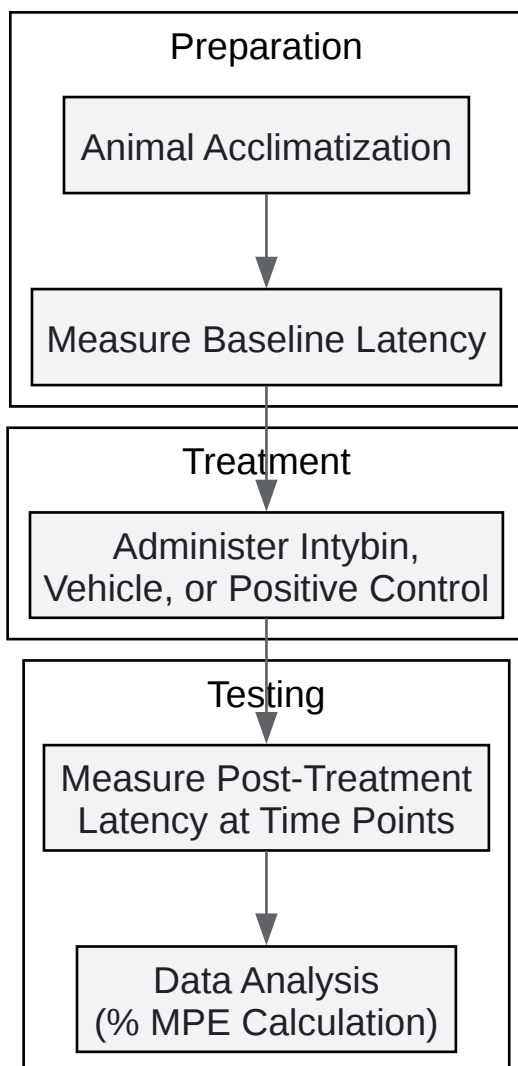 Preparation
Animal Acclimatization
Measure Baseline Latency
Treatment
Administer Intybin,
Vehicle, or Positive Control
Testing
Measure Post-Treatment
Latency at Time Points
Data Analysis
(% MPE Calculation)